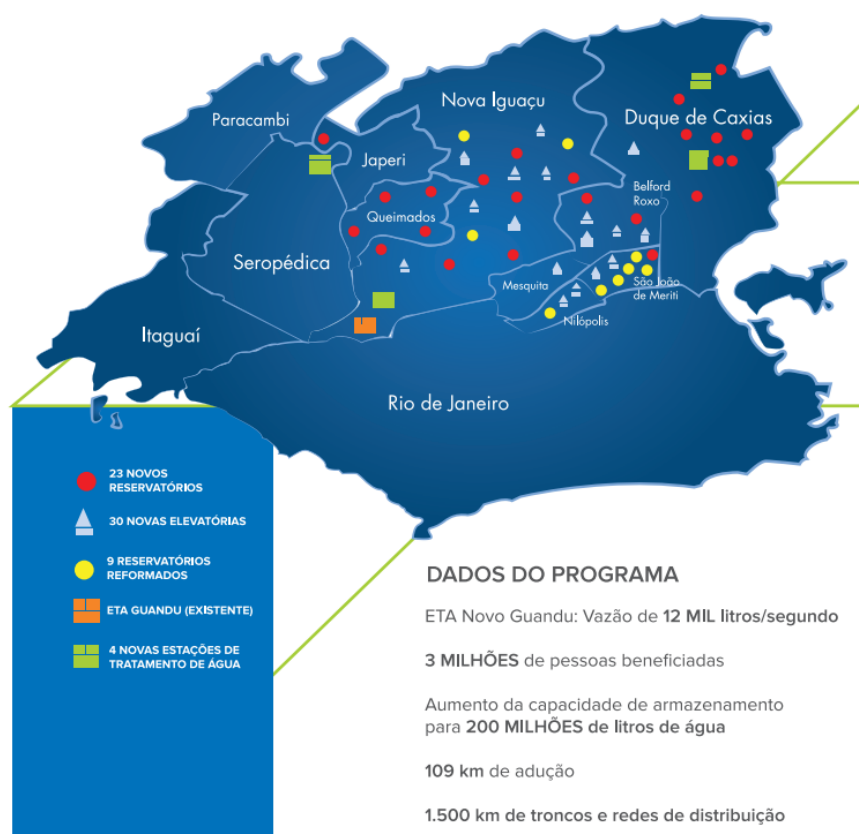 Paracambi
Nova Iguaçu
Duque de Caxias
Japeri
Belford
Roxo
Queimados
Seropédica
Mesquita
São João
de Meriti
Nilópolis
Itaguaí
Rio de Janeiro
23 NOVOS
RESERVATÓRIOS
30 NOVAS ELEVATÓRIAS
9 RESERVATÓRIOS
REFORMADOS
ETA GUANDU (EXISTENTE)
4 NOVAS ESTAÇÕES DE
TRATAMENTO DE ÁGUA
DADOS DO PROGRAMA
ETA Novo Guandu: Vazão de 12 MIL litros/segundo
3 MILHÕES de pessoas beneficiadas
Aumento da capacidade de armazenamento
para 200 MILHÕES de litros de água
109 km de adução
1.500 km de troncos e redes de distribuição